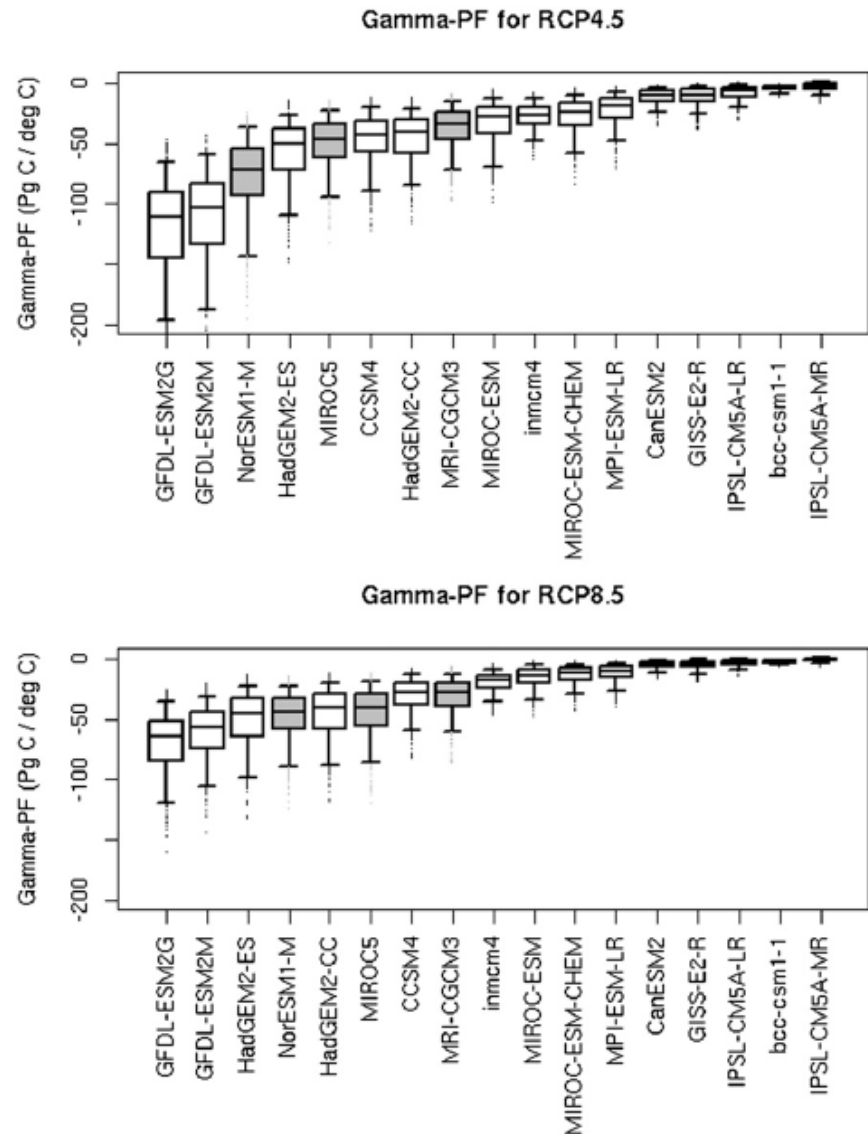 Gamma-PF for RCP4.5
Gamma-PF (Pg C / deg C)
0
-50
-100
-200
GFDL-ESM2G
GFDL-ESM2M
NorESM1-M
HadGEM2-ES
MIROC5
CCSM4
HadGEM2-CC
MRI-CGCM3
MIROC-ESM
inmcm4
MIROC-ESM-CHEM
MPI-ESM-LR
CanESM2
GISS-E2-R
IPSL-CM5A-LR
bcc-csm1-1
IPSL-CM5A-MR
Gamma-PF for RCP8.5
Gamma-PF (Pg C / deg C)
0
-50
-100
-200
GFDL-ESM2G
GFDL-ESM2M
HadGEM2-ES
NorESM1-M
HadGEM2-CC
MIROC5
CCSM4
MRI-CGCM3
inmcm4
MIROC-ESM
MIROC-ESM-CHEM
MPI-ESM-LR
CanESM2
GISS-E2-R
IPSL-CM5A-LR
bcc-csm1-1
IPSL-CM5A-MR